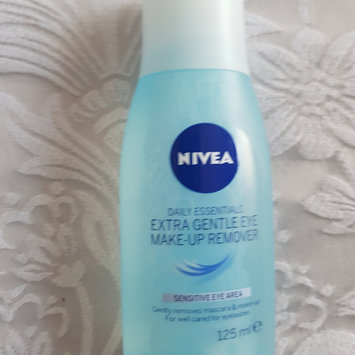 NIVEA
DAILY ESSENTIALS
EXTRA GENTLE EYE
MAKE-UP REMOVER
SENSITIVE EYE AREA
Gently removes mascara & make-up
For well cared for eyelashes
125 ml e